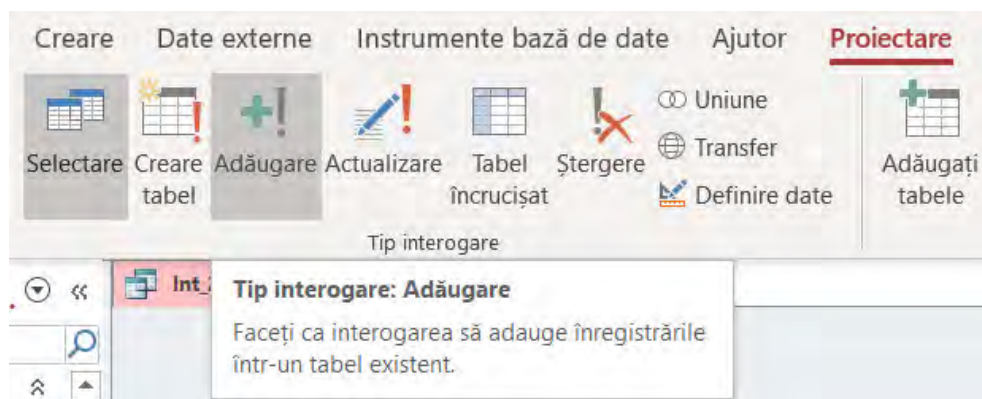 Creare Date externe Instrumente bază de date Ajutor Proiectare
Selectare Creare tabel Adăugare Actualizare Tabel încrucișat Ștergere Uniune
Transfer
Definire date
Adăugați tabele
Tip interogare
Int_
Tip interogare: Adăugare
Faceți ca interogarea să adauge înregistrările
într-un tabel existent.